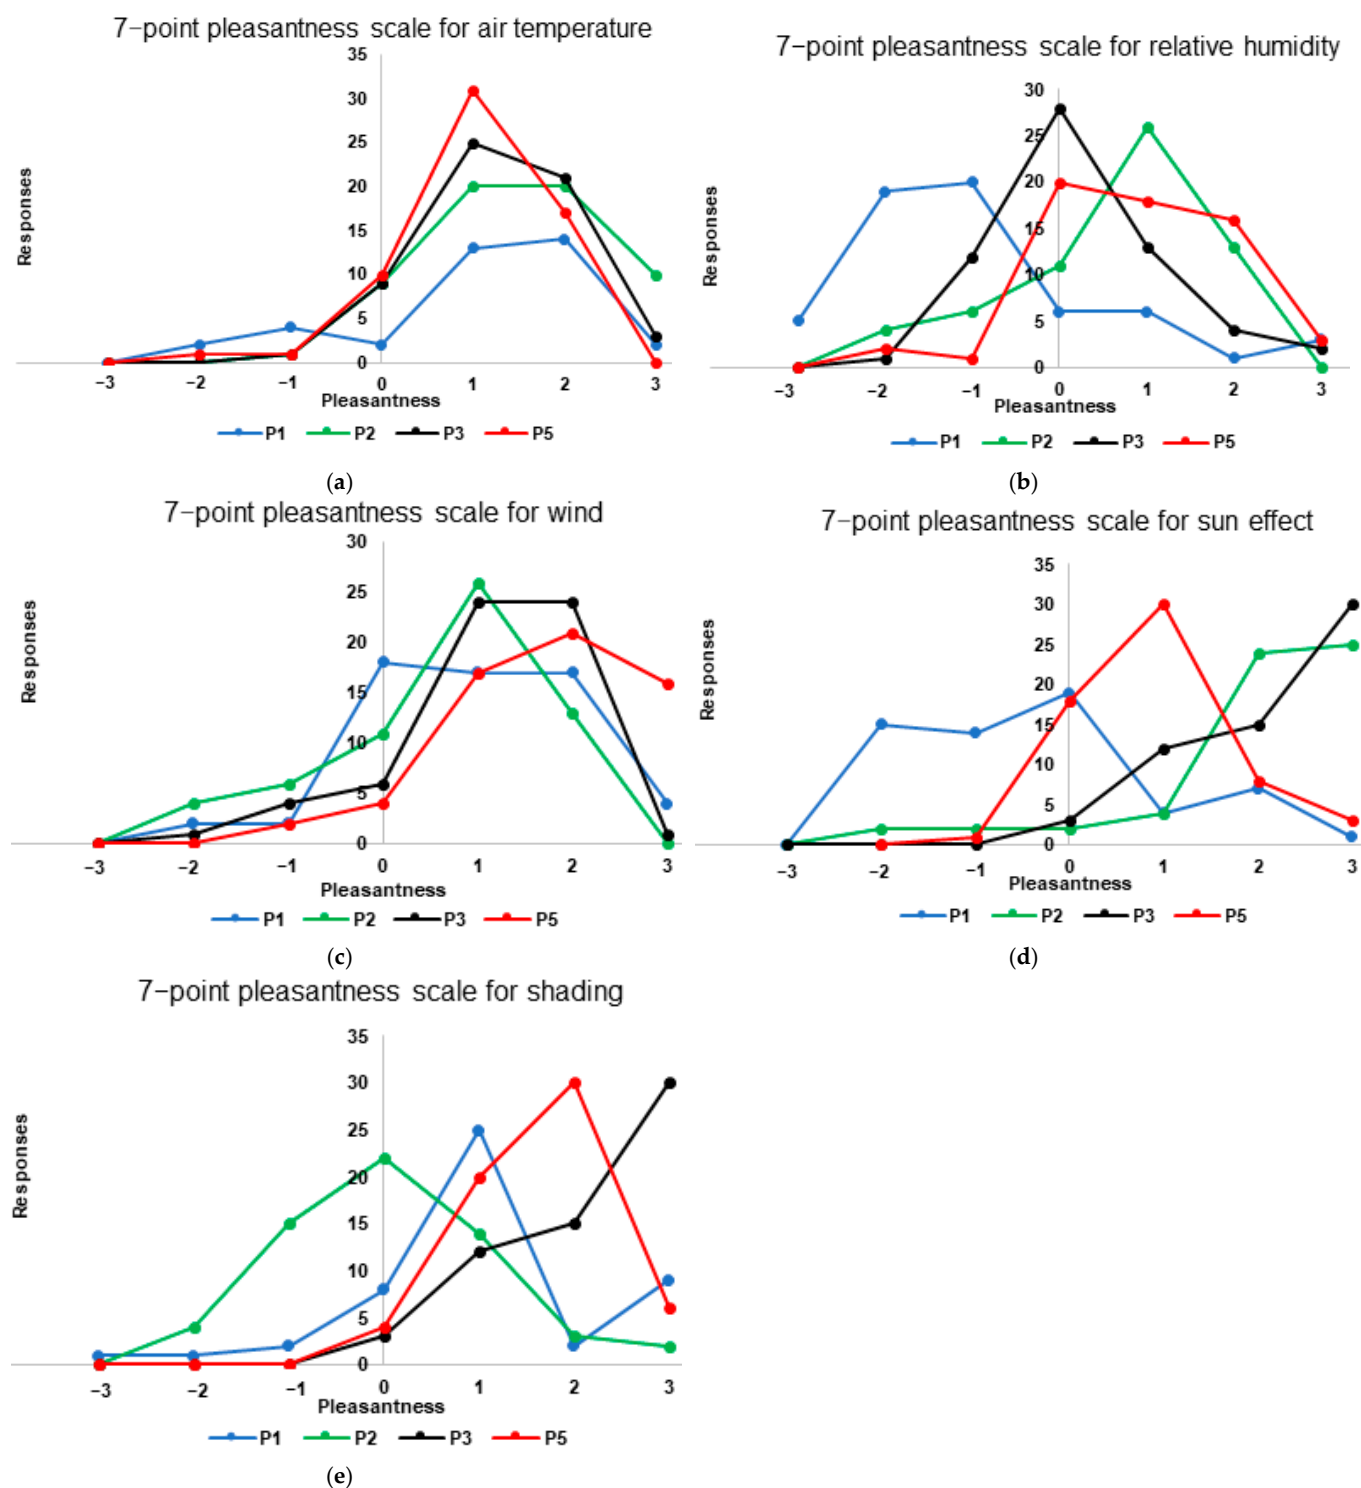 7−point pleasantness scale for air temperature
35
30
25
20
15
10
5
0
Responses
−3 −2 −1 0 1 2 3
Pleasantness
P1 P2 P3 P5
(a)
7−point pleasantness scale for relative humidity
30
25
20
15
10
5
0
Responses
−3 −2 −1 0 1 2 3
Pleasantness
P1 P2 P3 P5
(b)
7−point pleasantness scale for wind
30
25
20
15
10
5
0
Responses
−3 −2 −1 0 1 2 3
Pleasantness
P1 P2 P3 P5
(c)
7−point pleasantness scale for sun effect
35
30
25
20
15
10
5
0
Responses
−3 −2 −1 0 1 2 3
Pleasantness
P1 P2 P3 P5
(d)
7−point pleasantness scale for shading
35
30
25
20
15
10
5
0
Responses
−3 −2 −1 0 1 2 3
Pleasantness
P1 P2 P3 P5
(e)